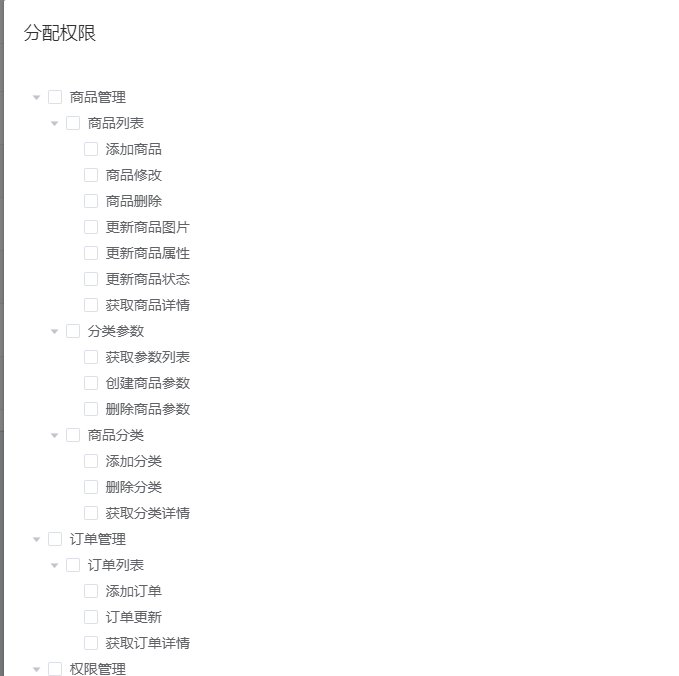 分配权限
商品管理
商品列表
添加商品
商品修改
商品删除
更新商品图片
更新商品属性
更新商品状态
获取商品详情
分类参数
获取参数列表
创建商品参数
删除商品参数
商品分类
添加分类
删除分类
获取分类详情
订单管理
订单列表
添加订单
订单更新
获取订单详情
权限管理